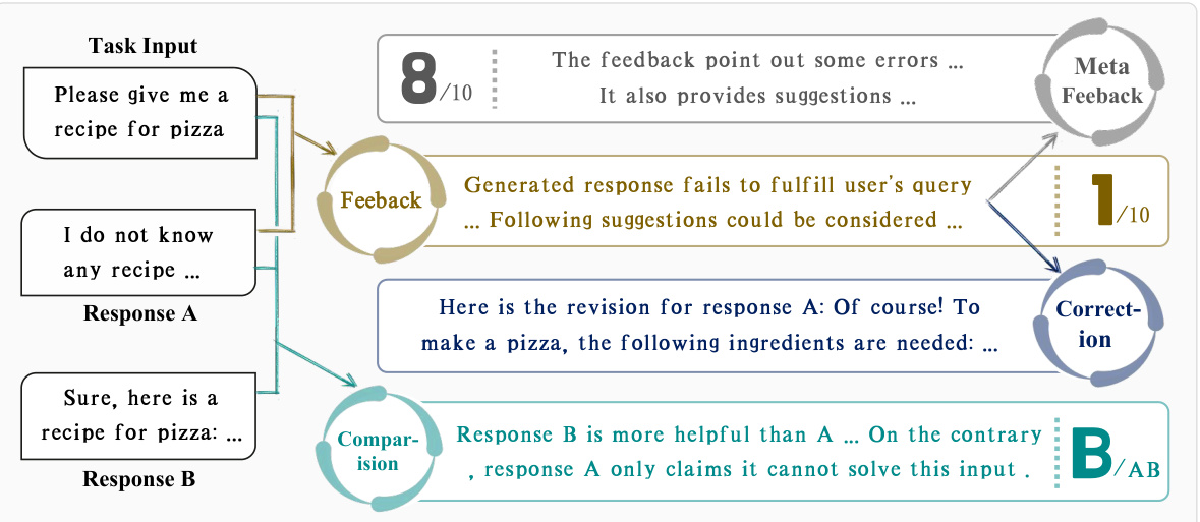 Task Input
Please give me a
recipe for pizza
I do not know
any recipe ...
Response A
Sure, here is a
recipe for pizza: ...
Response B
8/10
The feedback point out some errors ...
It also provides suggestions ...
Meta
Feeback
Feeback
Generated response fails to fulfill user's query
... Following suggestions could be considered ...
1/10
Here is the revision for response A: Of course! To
make a pizza, the following ingredients are needed: ...
Correct-
ion
Compar-
ision
Response B is more helpful than A ... On the contrary
, response A only claims it cannot solve this input .
B/AB